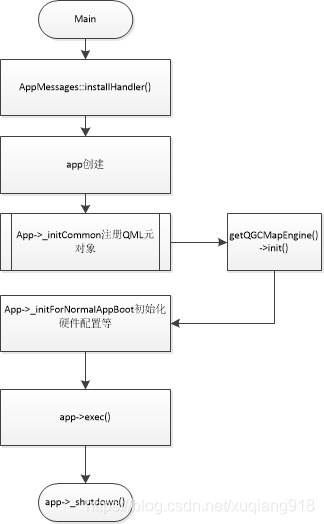 Main
AppMessages::installHandler()
app创建
App->_initCommon注册QML元
对象
getQGCMapEngine()
->init()
App->_initForNormalAppBoot初始化
硬件配置等
app->exec()
app->_shutdown()
https://blog.csdn.net/xuqiang918